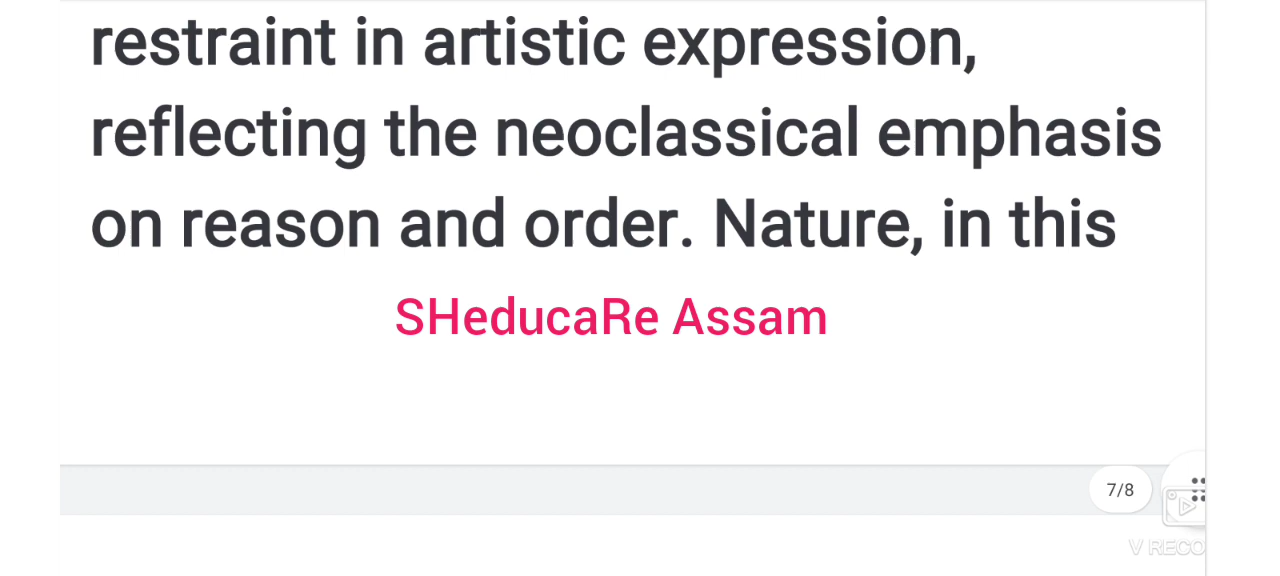 restraint in artistic expression,
reflecting the neoclassical emphasis
on reason and order. Nature, in this
SHeducaRe Assam
7/8
V RECO